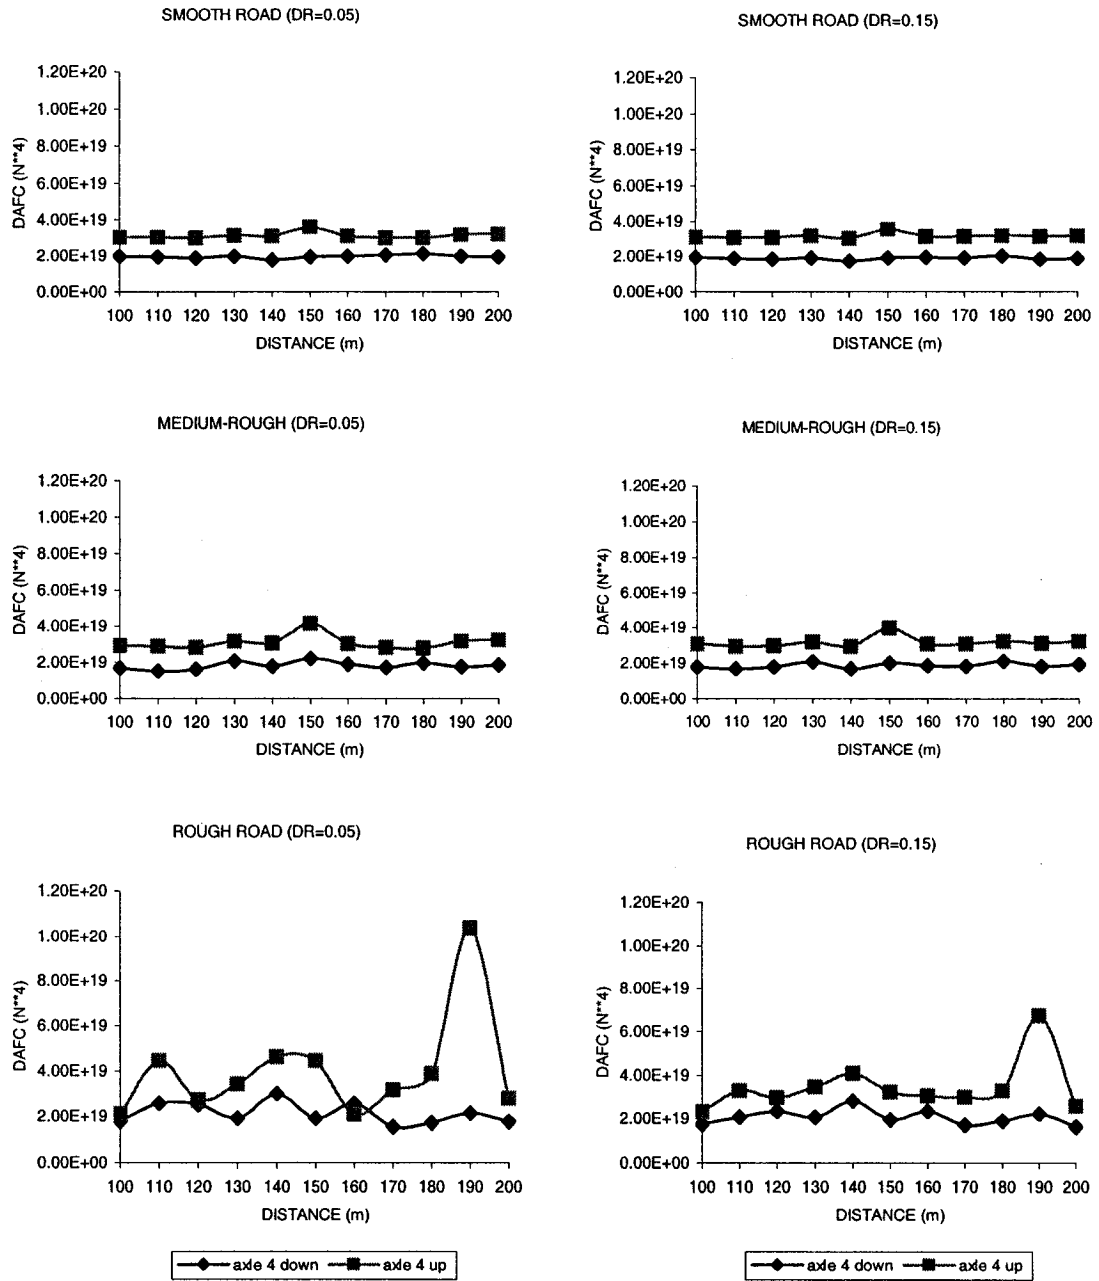 SMOOTH ROAD (DR=0.05)
1.20E+20
1.00E+20
8.00E+19
6.00E+19
4.00E+19
2.00E+19
0.00E+00
DAFC (N**4)
100 110 120 130 140 150 160 170 180 190 200
DISTANCE (m)
SMOOTH ROAD (DR=0.15)
1.20E+20
1.00E+20
8.00E+19
6.00E+19
4.00E+19
2.00E+19
0.00E+00
DAFC (N**4)
100 110 120 130 140 150 160 170 180 190 200
DISTANCE (m)
MEDIUM-ROUGH (DR=0.05)
1.20E+20
1.00E+20
8.00E+19
6.00E+19
4.00E+19
2.00E+19
0.00E+00
DAFC (N**4)
100 110 120 130 140 150 160 170 180 190 200
DISTANCE (m)
MEDIUM-ROUGH (DR=0.15)
1.20E+20
1.00E+20
8.00E+19
6.00E+19
4.00E+19
2.00E+19
0.00E+00
DAFC (N**4)
100 110 120 130 140 150 160 170 180 190 200
DISTANCE (m)
ROUGH ROAD (DR=0.05)
1.20E+20
1.00E+20
8.00E+19
6.00E+19
4.00E+19
2.00E+19
0.00E+00
DAFC (N**4)
100 110 120 130 140 150 160 170 180 190 200
DISTANCE (m)
axle 4 down axle 4 up
ROUGH ROAD (DR=0.15)
1.20E+20
1.00E+20
8.00E+19
6.00E+19
4.00E+19
2.00E+19
0.00E+00
DAFC (N**4)
100 110 120 130 140 150 160 170 180 190 200
DISTANCE (m)
axle 4 down axle 4 up